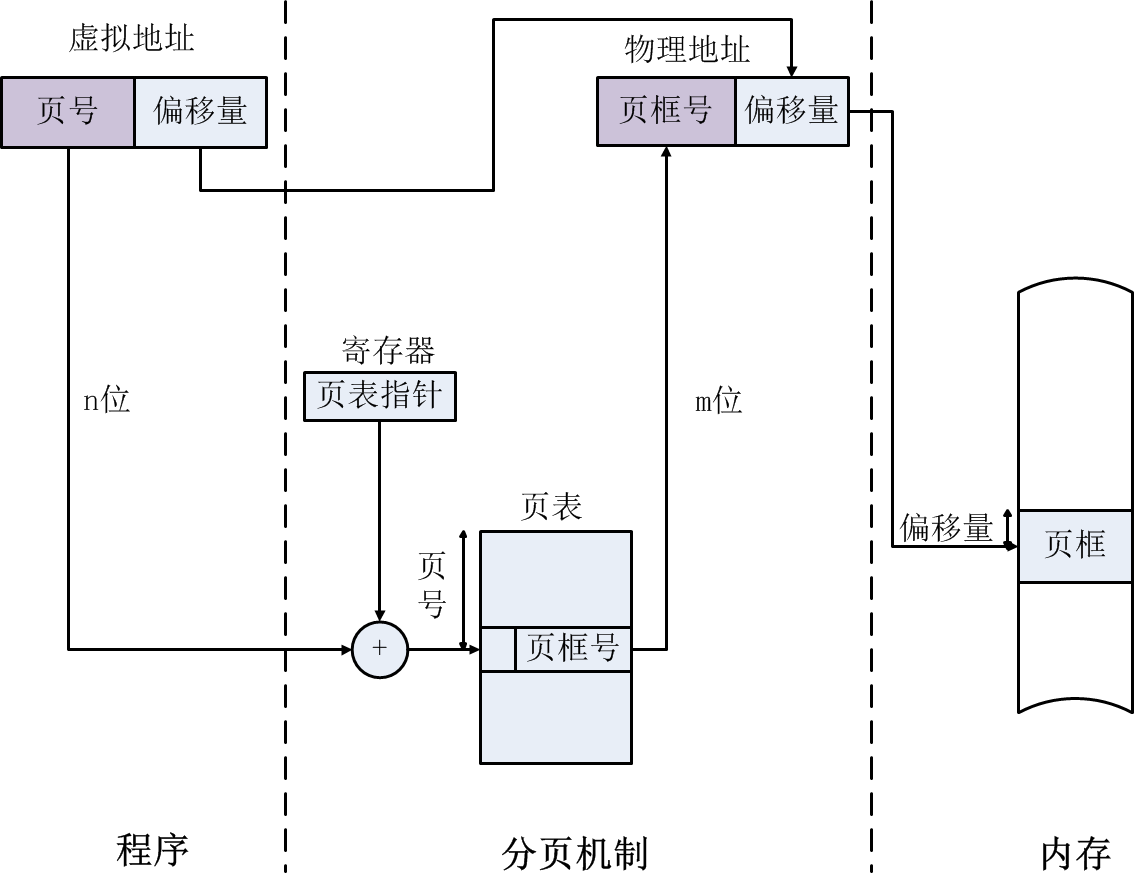 虚拟地址
页号
偏移量
物理地址
页框号
偏移量
n位
寄存器
页表指针
m位
页表
页号
+
页框号
偏移量
页框
程序
分页机制
内存